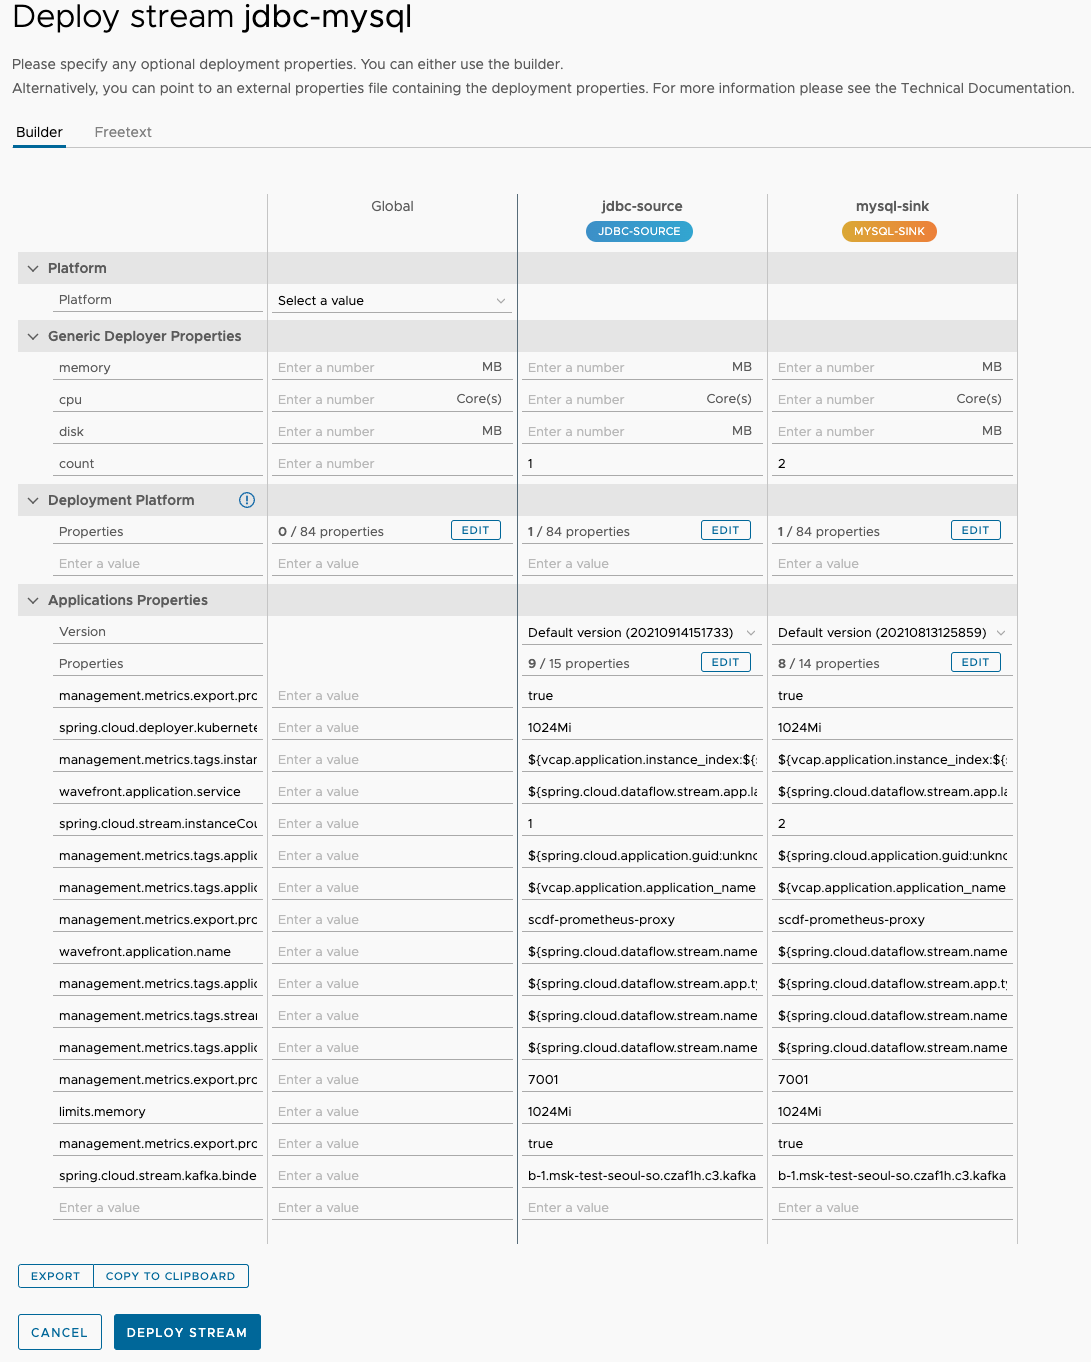 Deploy stream jdbc-mysql
Please specify any optional deployment properties. You can either use the builder.
Alternatively, you can point to an external properties file containing the deployment properties. For more information please see the Technical Documentation.
Builder Freetext
Global jdbc-source mysql-sink
JDBC-SOURCE MYSQL-SINK
Platform
Platform Select a value
Generic Deployer Properties
memory Enter a number MB Enter a number MB Enter a number MB
cpu Enter a number Core(s) Enter a number Core(s) Enter a number Core(s)
disk Enter a number MB Enter a number MB Enter a number MB
count Enter a number 1 2
Deployment Platform
Properties 0 / 84 properties EDIT 1 / 84 properties EDIT 1 / 84 properties EDIT
Enter a value Enter a value Enter a value Enter a value
Applications Properties
Version Default version (20210914151733) Default version (20210813125859)
Properties 9 / 15 properties EDIT 8 / 14 properties EDIT
management.metrics.export.prc Enter a value true true
spring.cloud.deployer.kubernete Enter a value 1024Mi 1024Mi
management.metrics.tags.instar Enter a value ${vcap.application.instance_index:${ ${vcap.application.instance_index:${
wavefront.application.service Enter a value ${spring.cloud.dataflow.stream.app.la ${spring.cloud.dataflow.stream.app.la
spring.cloud.stream.instanceCou Enter a value 1 2
management.metrics.tags.applic Enter a value ${spring.cloud.application.guid:unknc ${spring.cloud.application.guid:unknc
management.metrics.tags.applic Enter a value ${vcap.application.application_name ${vcap.application.application_name
management.metrics.export.prc Enter a value scdf-prometheus-proxy scdf-prometheus-proxy
wavefront.application.name Enter a value ${spring.cloud.dataflow.stream.name ${spring.cloud.dataflow.stream.name
management.metrics.tags.applic Enter a value ${spring.cloud.dataflow.stream.app.ty ${spring.cloud.dataflow.stream.app.ty
management.metrics.tags.strear Enter a value ${spring.cloud.dataflow.stream.name ${spring.cloud.dataflow.stream.name
management.metrics.tags.applic Enter a value ${spring.cloud.dataflow.stream.name ${spring.cloud.dataflow.stream.name
management.metrics.export.prc Enter a value 7001 7001
limits.memory Enter a value 1024Mi 1024Mi
management.metrics.export.prc Enter a value true true
spring.cloud.stream.kafka.binde Enter a value b-1.msk-test-seoul-so.czaf1h.c3.kafka b-1.msk-test-seoul-so.czaf1h.c3.kafka
Enter a value Enter a value Enter a value Enter a value
EXPORT COPY TO CLIPBOARD
CANCEL DEPLOY STREAM